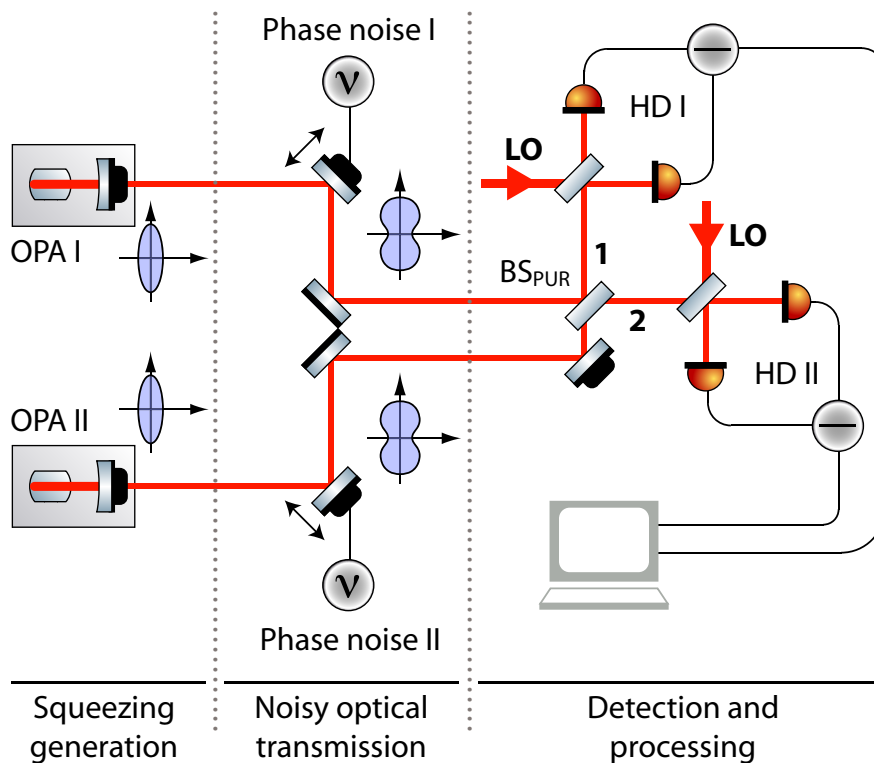 Phase noise I
ν
HD I
LO
OPA I
1
LO
BSPUR
2
OPA II
HD II
ν
Phase noise II
Squeezing
generation
Noisy optical
transmission
Detection and
processing